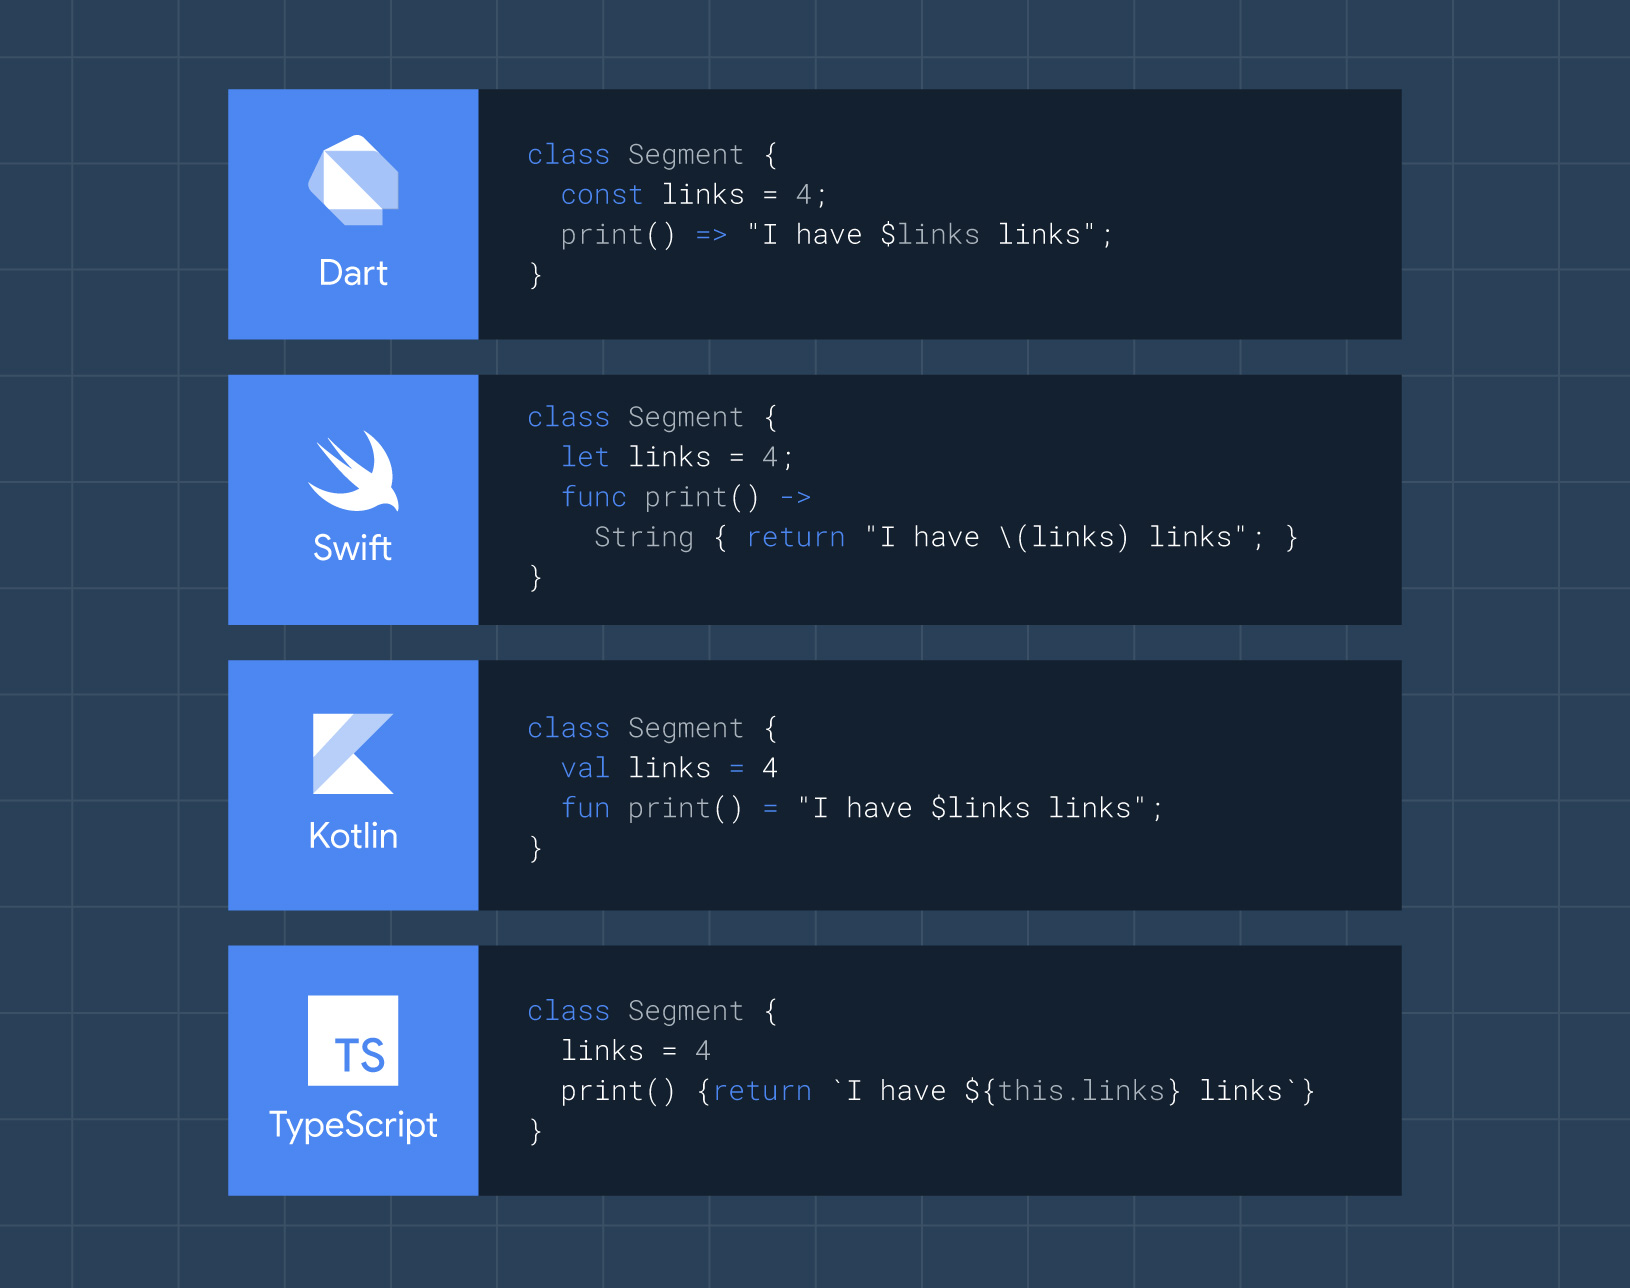 Dart
class Segment {
  const links = 4;
  print() => "I have $links links";
}
Swift
class Segment {
  let links = 4;
  func print() ->
    String { return "I have \(links) links"; }
}
Kotlin
class Segment {
  val links = 4
  fun print() = "I have $links links";
}
TS
TypeScript
class Segment {
  links = 4
  print() {return `I have ${this.links} links`}
}